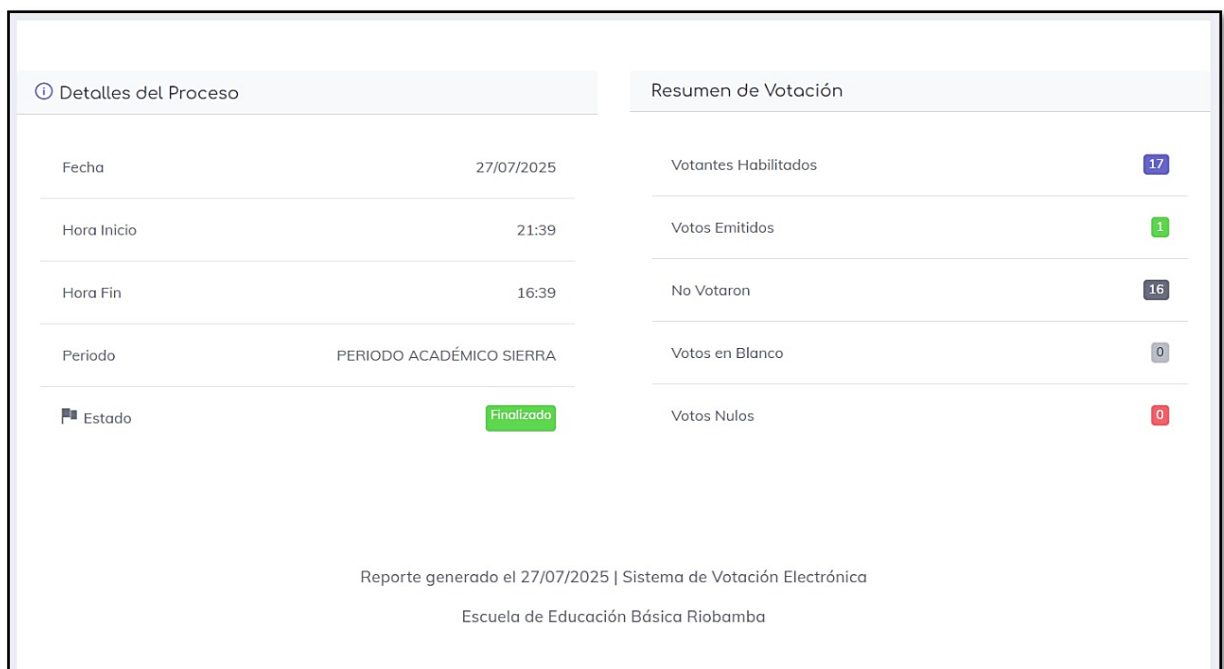 Detalles del Proceso
Fecha 27/07/2025
Hora Inicio 21:39
Hora Fin 16:39
Periodo PERIODO ACADÉMICO SIERRA
Estado Finalizado
Resumen de Votación
Votantes Habilitados 17
Votos Emitidos 1
No Votaron 16
Votos en Blanco 0
Votos Nulos 0
Reporte generado el 27/07/2025 | Sistema de Votación Electrónica
Escuela de Educación Básica Riobamba